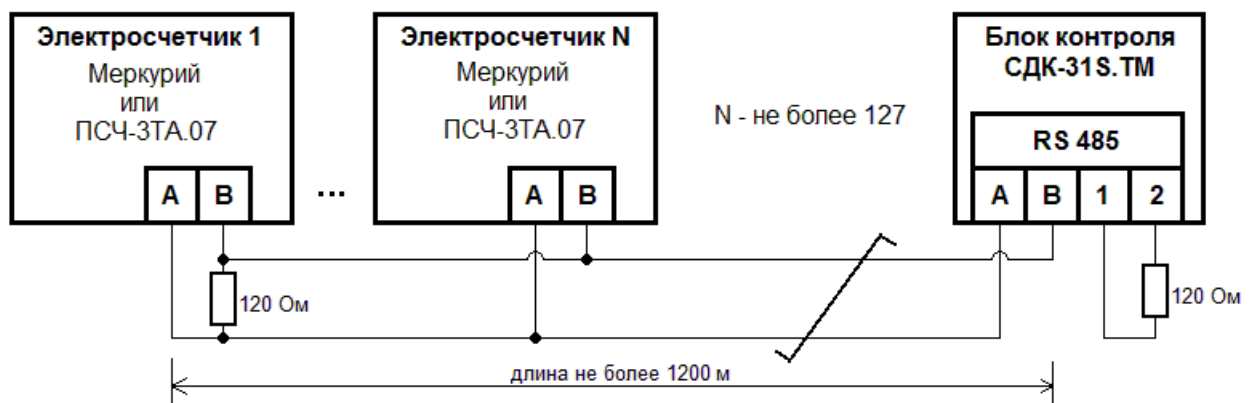 Электросчетчик 1
Меркурий
или
ПСЧ-3ТА.07
А В
...
Электросчетчик N
Меркурий
или
ПСЧ-3ТА.07
А В
N - не более 127
Блок контроля
СДК-31S.TM
RS 485
А В 1 2
120 Ом
120 Ом
длина не более 1200 м